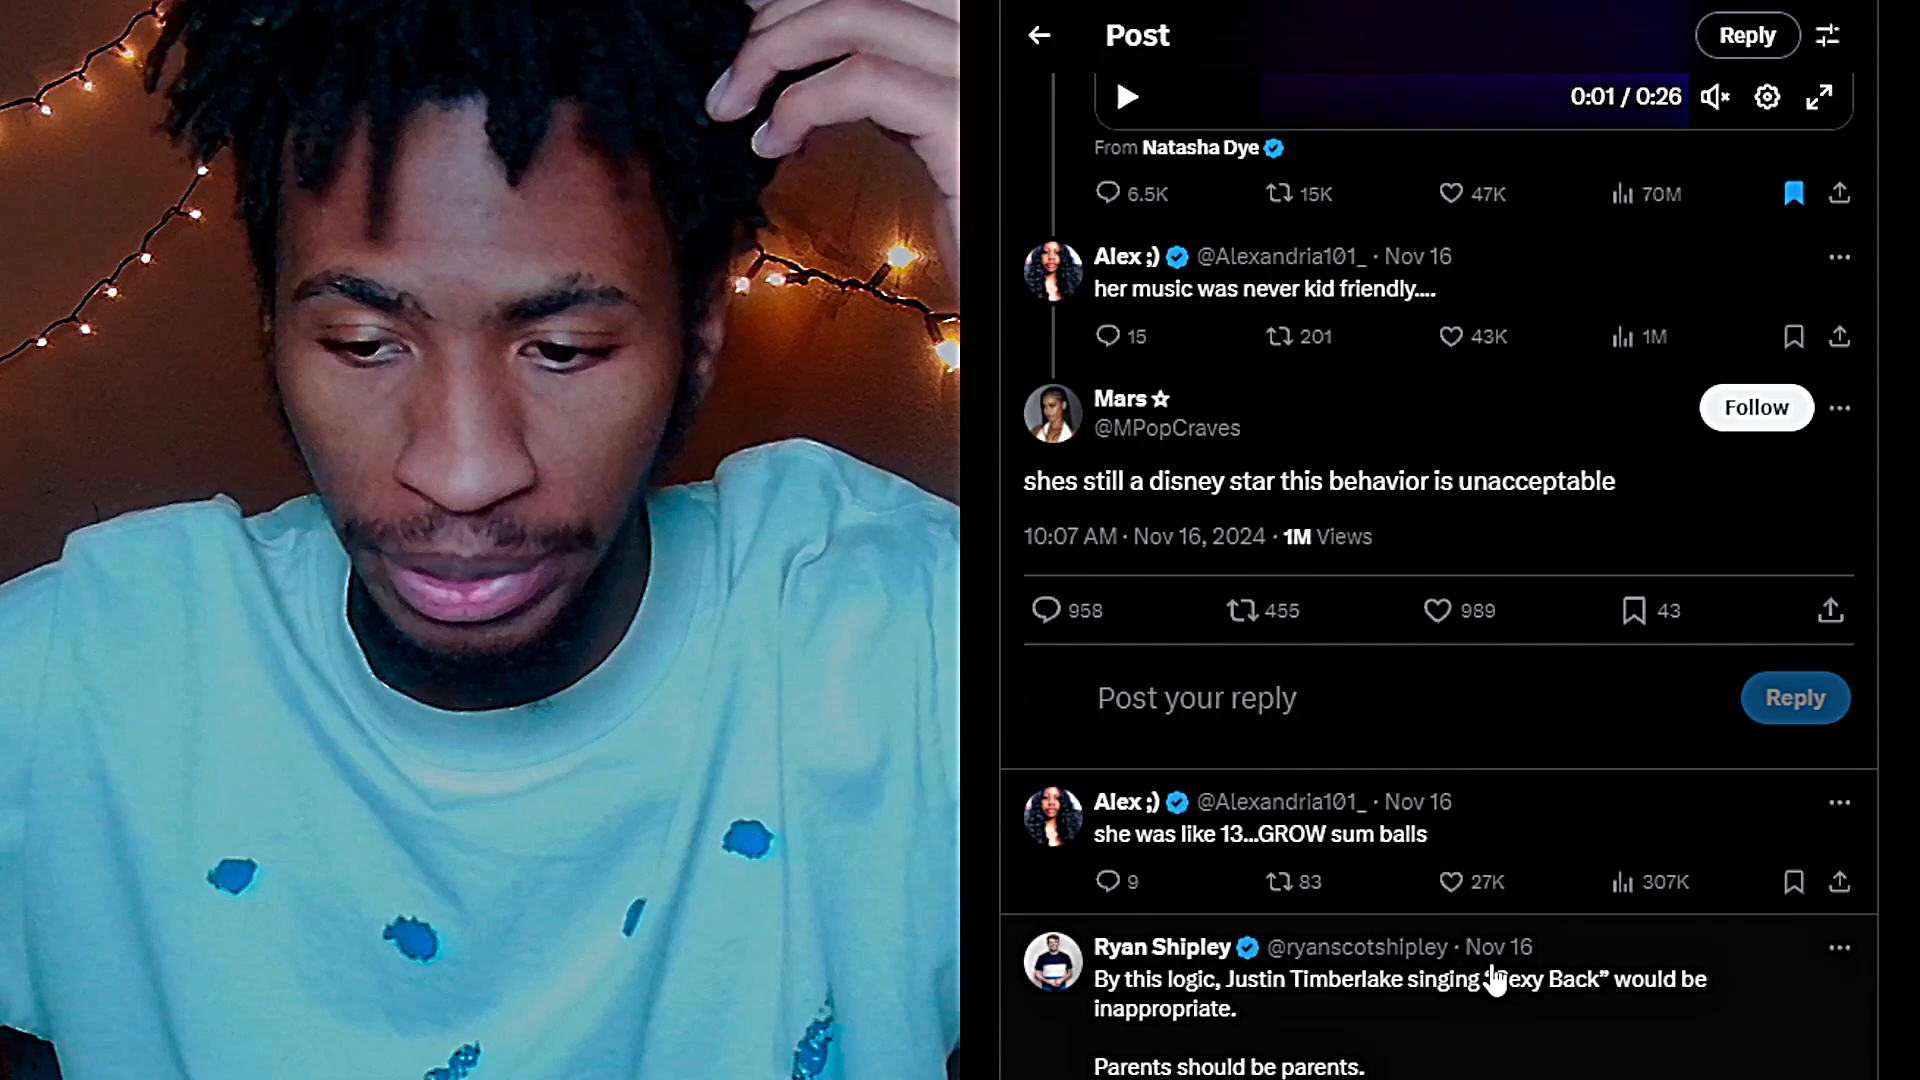 Post
Reply
0:01 / 0:26
From Natasha Dye
6.5K 15K 47K 70M
Alex ;) @Alexandria101_ · Nov 16
her music was never kid friendly....
15 201 43K 1M
Mars ☆
@MPopCraves
Follow
shes still a disney star this behavior is unacceptable
10:07 AM · Nov 16, 2024 · 1M Views
958 455 989 43
Post your reply
Reply
Alex ;) @Alexandria101_ · Nov 16
she was like 13...GROW sum balls
9 83 27K 307K
Ryan Shipley @ryanscotshipley · Nov 16
By this logic, Justin Timberlake singing “Sexy Back” would be
inappropriate.
Parents should be parents.